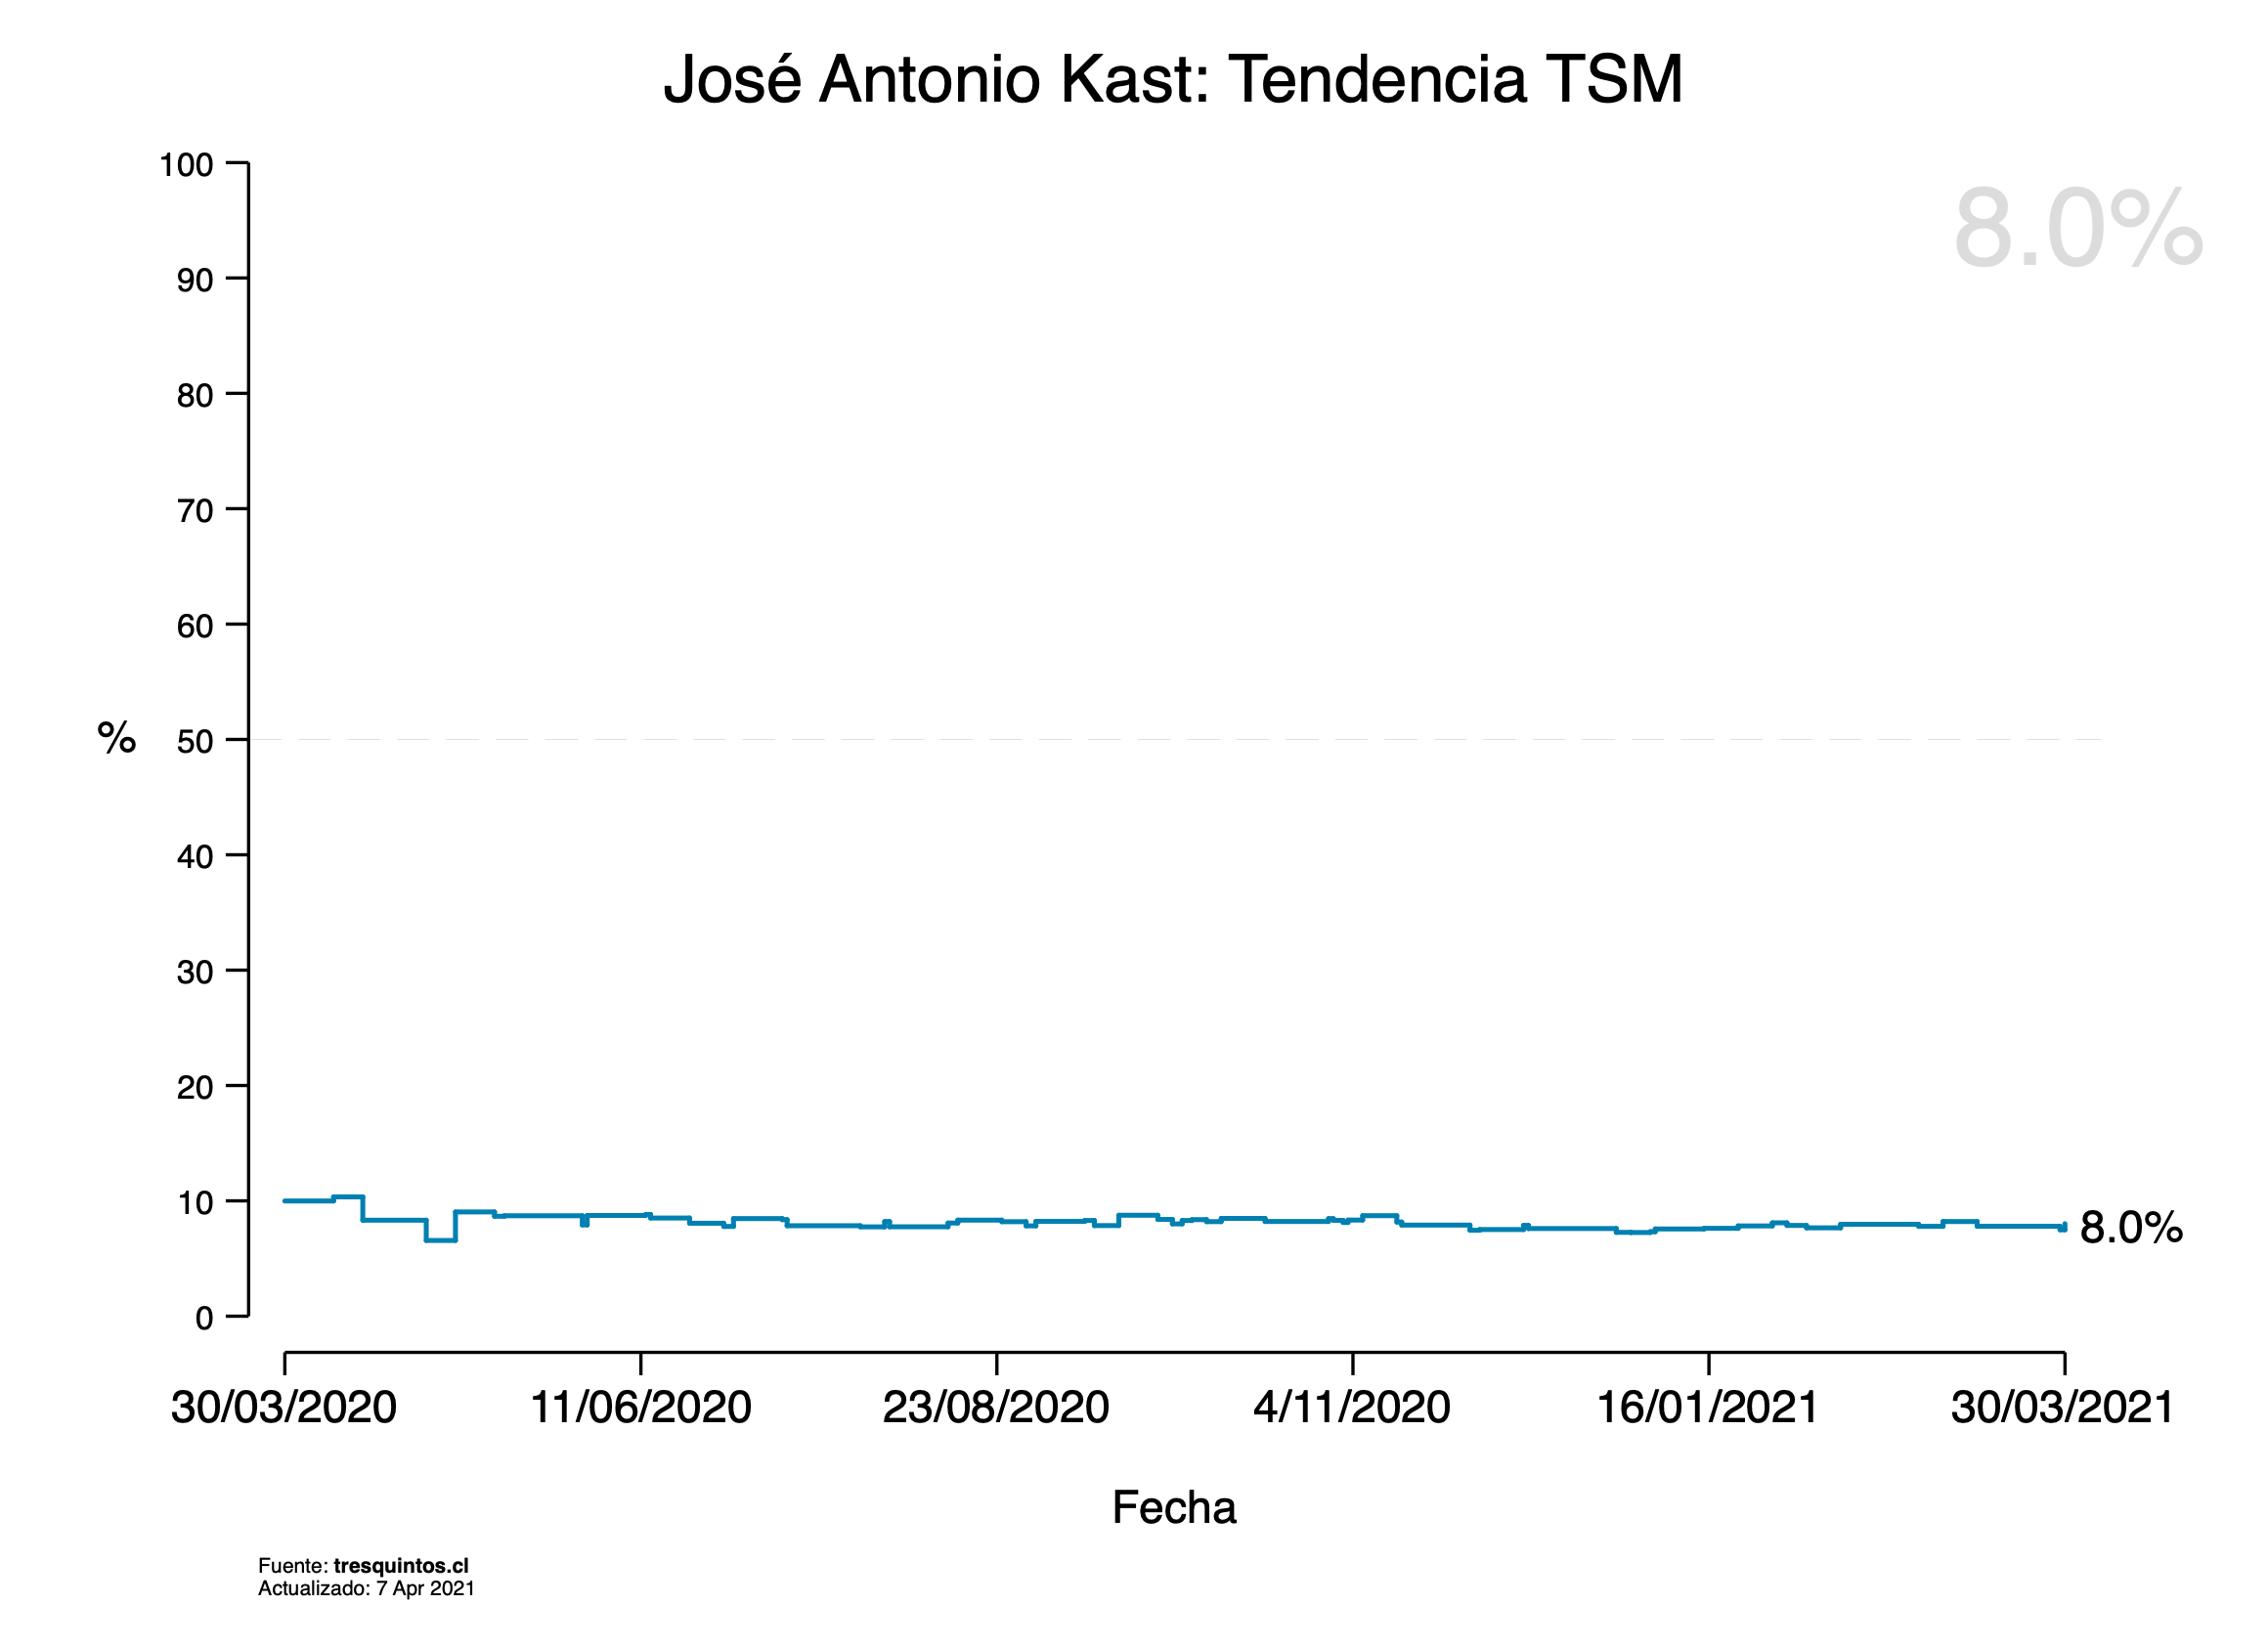 José Antonio Kast: Tendencia TSM
8.0%
100
90
80
70
60
% 50
40
30
20
10
8.0%
0
30/03/2020 11/06/2020 23/08/2020 4/11/2020 16/01/2021 30/03/2021
Fecha
Fuente: tresquintos.cl
Actualizado: 7 Apr 2021